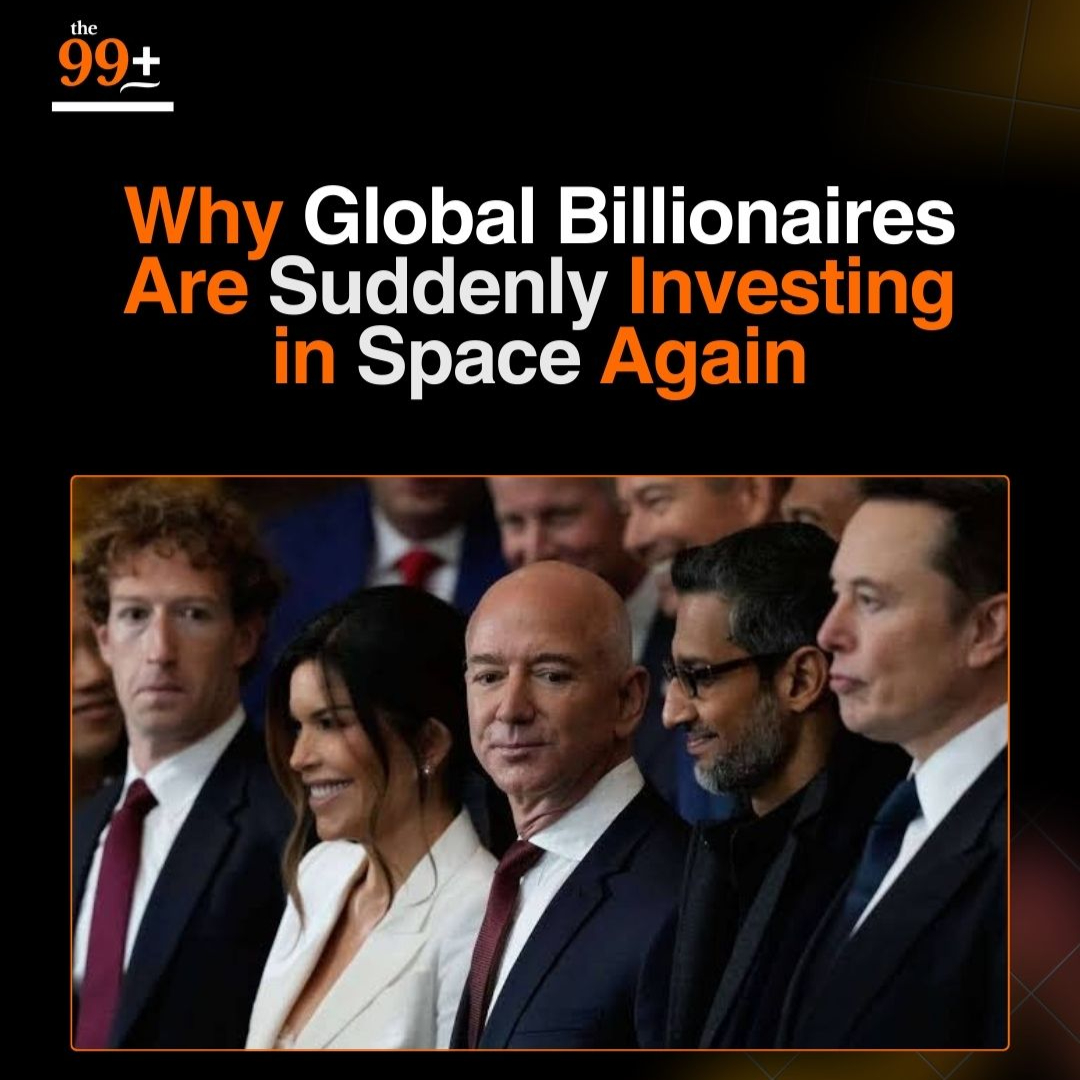 the
99+
Why Global Billionaires
Are Suddenly Investing
in Space Again